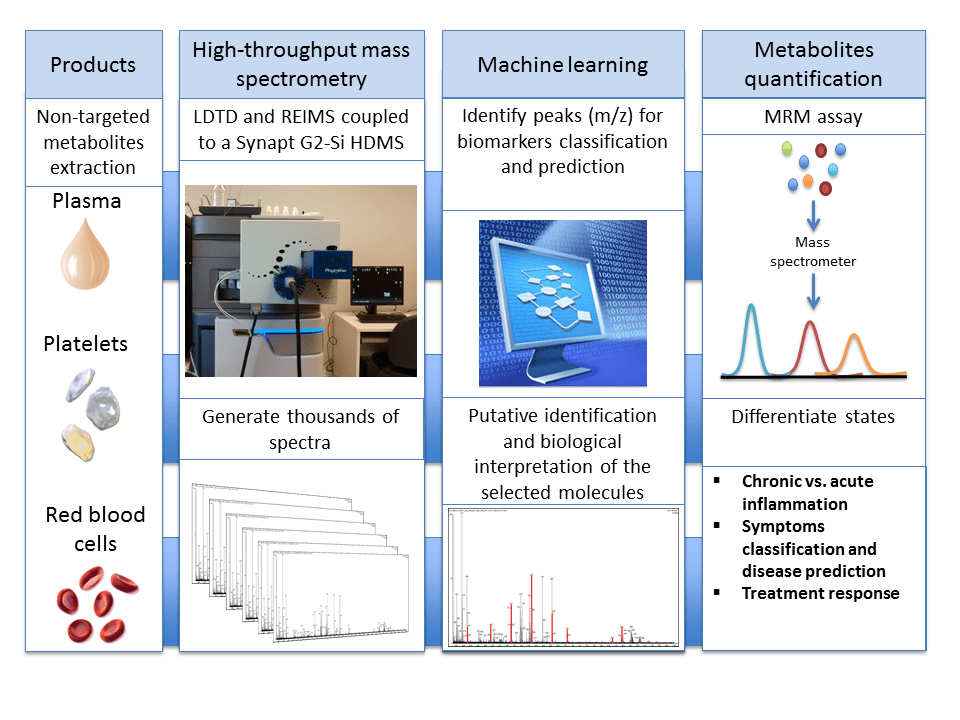 Products
Non-targeted
metabolites
extraction
Plasma
Platelets
Red blood
cells
High-throughput mass
spectrometry
LDTD and REIMS coupled
to a Synapt G2-Si HDMS
Generate thousands of
spectra
Machine learning
Identify peaks (m/z) for
biomarkers classification
and prediction
Putative identification
and biological
interpretation of the
selected molecules
Metabolites
quantification
MRM assay
Mass
spectrometer
Differentiate states
▪ Chronic vs. acute
inflammation
▪ Symptoms
classification and
disease prediction
▪ Treatment response